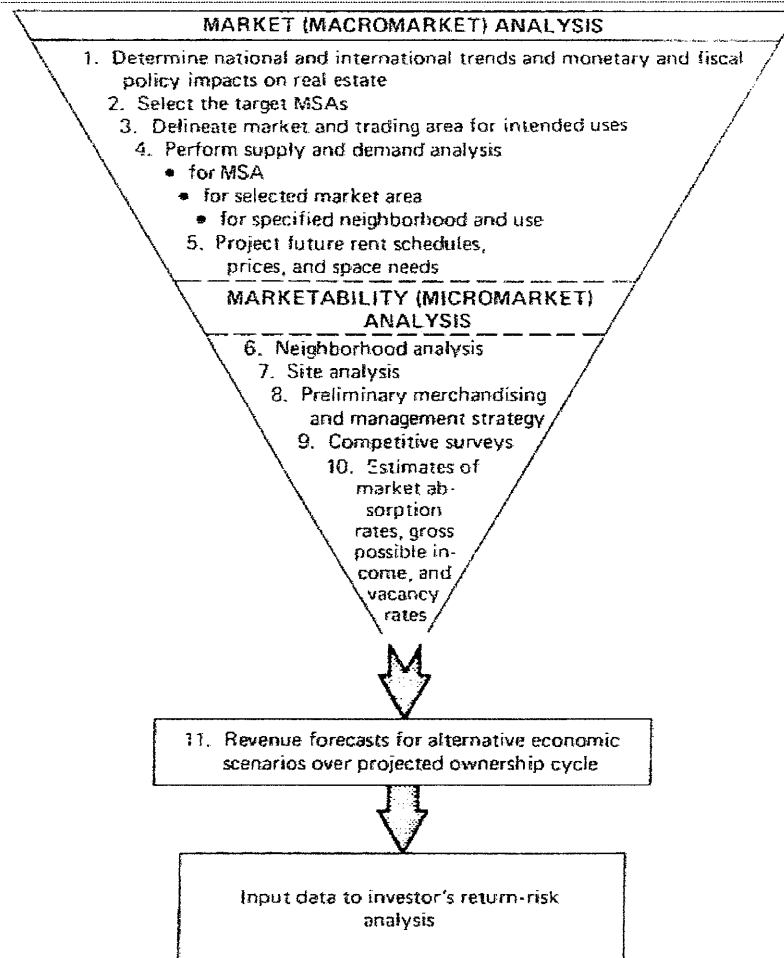 MARKET (MACROMARKET) ANALYSIS
1. Determine national and international trends and monetary and fiscal
policy impacts on real estate
2. Select the target MSAs
3. Delineate market and trading area for intended uses
4. Perform supply and demand analysis
• for MSA
• for selected market area
• for specified neighborhood and use
5. Project future rent schedules,
prices, and space needs
MARKETABILITY (MICROMARKET)
ANALYSIS
6. Neighborhood analysis
7. Site analysis
8. Preliminary merchandising
and management strategy
9. Competitive surveys
10. Estimates of
market ab-
sorption
rates, gross
possible in-
come, and
vacancy
rates
11. Revenue forecasts for alternative economic
scenarios over projected ownership cycle
Input data to investor's return-risk
analysis